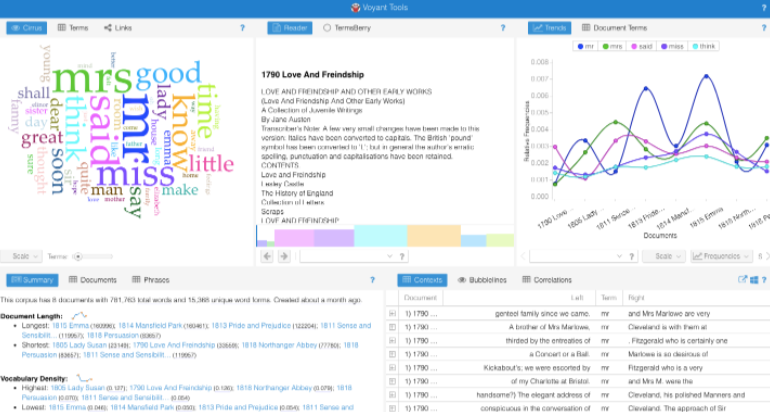 Voyant Tools
?
Cirrus Terms Links ?
Reader TermsBerry ?
Trends Document Terms ?
mrs good
mr said miss
know time
think little
lady emma
shall dear great soon
man say make
young sister day fanny
thought sure quite
house room
love mother home
elizabeth
Scale Terms:
1790 Love And Freindship
LOVE AND FREINDSHIP AND OTHER EARLY WORKS
(Love And Friendship And Other Early Works)
A Collection of Juvenile Writings
By Jane Austen
Transcriber's Note: A few very small changes have been made to this
version: Italics have been converted to capitals. The British 'pound'
symbol has been converted to 'L'; but in general the author's erratic
spelling, punctuation and capitalisations have been retained.
CONTENTS
Love and Freindship
Lesley Castle
The History of England
Collection of Letters
Scraps
LOVE AND FREINDSHIP
?
mr mrs said miss think
Relative Frequencies
0.008
0.007
0.006
0.005
0.004
0.003
0.002
0.001
0.000
1790 Love
1805 Lady
1811 Sense
1813 Pride
1814 Mansf
1815 Emma
1818 North
1818 Pers
Documents
? Scale Frequencies 5
Summary Documents Phrases ?
This corpus has 8 documents with 781,763 total words and 15,368 unique word forms. Created about a month ago.
Document Length:
Longest: 1815 Emma (160996); 1814 Mansfield Park (160461); 1813 Pride and Prejudice (122204); 1811 Sense and
Sensibilit... (119957); 1818 Persuasion (83657)
Shortest: 1805 Lady Susan (23149); 1790 Love And Freindship (33569); 1818 Northanger Abbey (77780); 1818
Persuasion (83657); 1811 Sense and Sensibilit... (119957)
Vocabulary Density:
Highest: 1805 Lady Susan (0.127); 1790 Love And Freindship (0.126); 1818 Northanger Abbey (0.079); 1818
Persuasion (0.070); 1811 Sense and Sensibilit... (0.054)
Lowest: 1815 Emma (0.046); 1814 Mansfield Park (0.050); 1813 Pride and Prejudice (0.054); 1811 Sense and
Contexts Bubblelines Correlations ?
Document Left Term Right
1) 1790 ... genteel family since we came. mr and Mrs Marlowe are very
1) 1790 ... A brother of Mrs Marlowe, mr Cleveland is with them at
1) 1790 ... thirded by the entreaties of mr . Fitzgerald who is certainly one
1) 1790 ... a Concert or a Ball. mr Marlowe is so desirous of
1) 1790 ... Kickabout's; we were escorted by mr Fitzgerald who is a very
1) 1790 ... of my Charlotte at Bristol. mr and Mrs M. were the
1) 1790 ... handsome?) The elegant address of mr Cleveland, his polished Manners and
1) 1790 ... conspicuous in the conversation of mr Cleveland. The approach of Sir